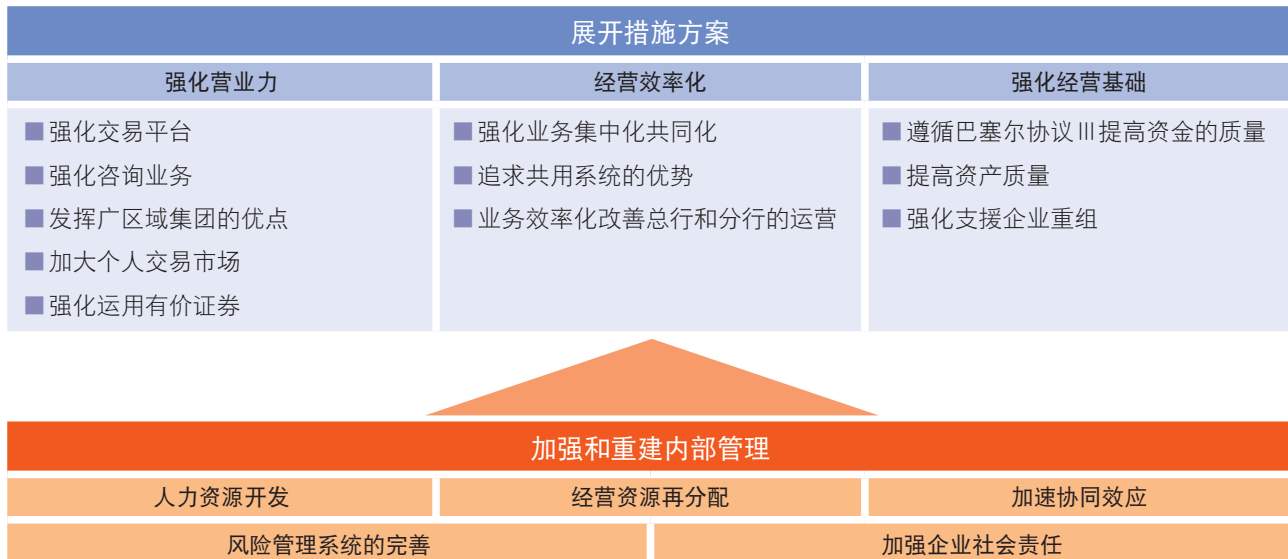 展开措施方案
强化营业力
经营效率化
强化经营基础
强化交易平台
强化咨询业务
发挥广区域集团的优点
加大个人交易市场
强化运用有价证券
强化业务集中化共同化
追求共用系统的优势
业务效率化改善总行和分行的运营
遵循巴塞尔协议Ⅲ提高资金的质量
提高资产质量
强化支援企业重组
加强和重建内部管理
人力资源开发
经营资源再分配
加速协同效应
风险管理系统的完善
加强企业社会责任